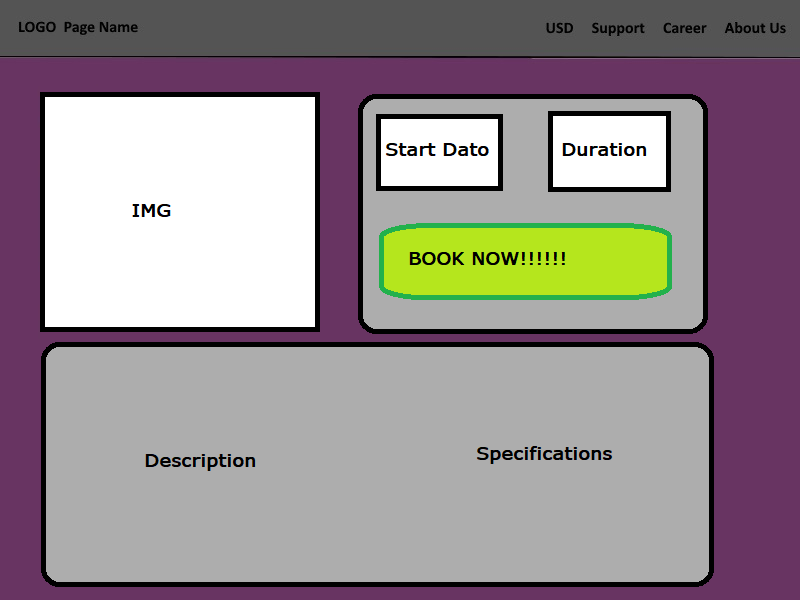 LOGO Page Name
USD Support Career About Us
IMG
Start Dato
Duration
BOOK NOW!!!!!!
Description
Specifications